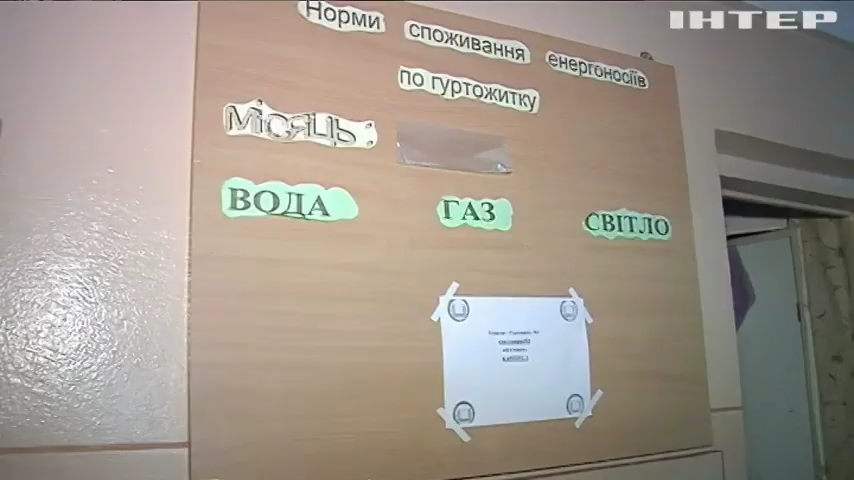 ІНТЕР
Норми споживання енергоносіїв
по гуртожитку
МІСЯЦЬ
ВОДА ГАЗ СВІТЛО